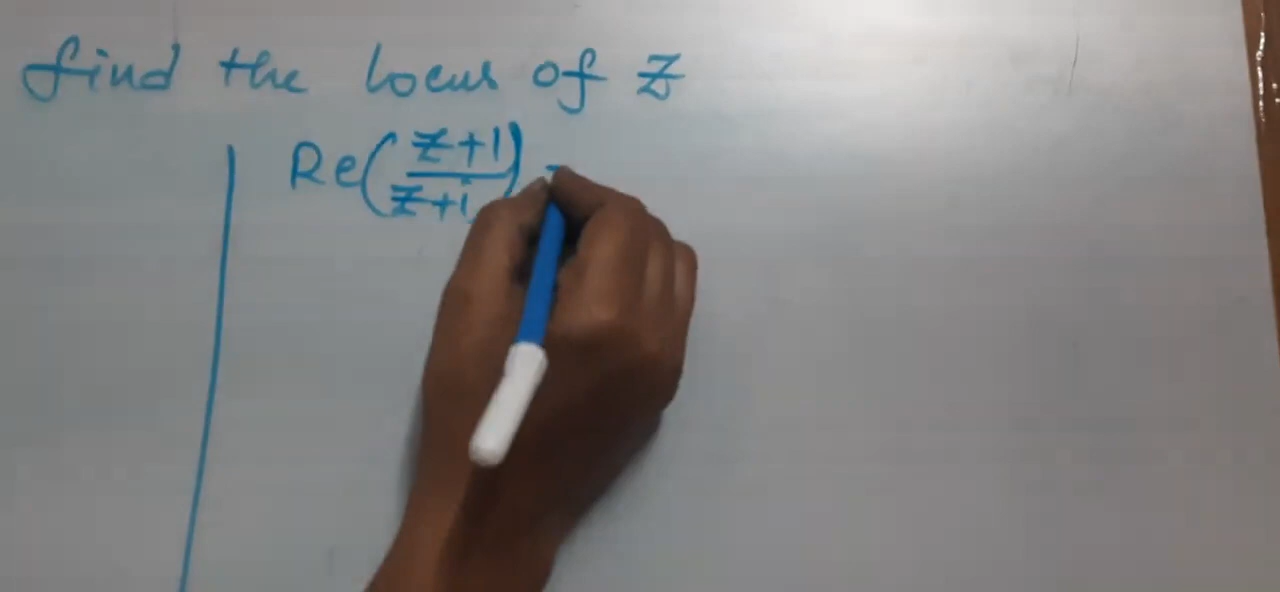 find the locus of z
Re(z+1/z+i) =